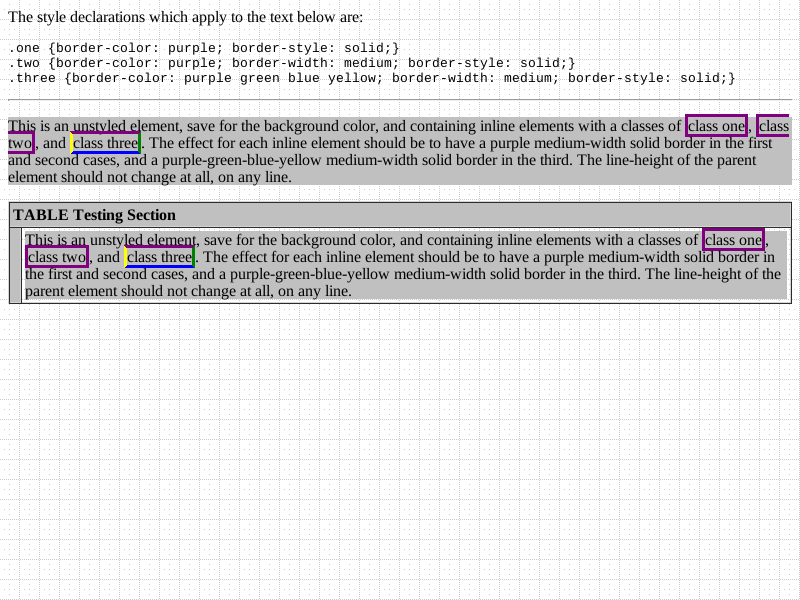 The style declarations which apply to the text below are:
.one {border-color: purple; border-style: solid;}
.two {border-color: purple; border-width: medium; border-style: solid;}
.three {border-color: purple green blue yellow; border-width: medium; border-style: solid;}
This is an unstyled element, save for the background color, and containing inline elements with a classes of class one, class
two, and class three. The effect for each inline element should be to have a purple medium-width solid border in the first
and second cases, and a purple-green-blue-yellow medium-width solid border in the third. The line-height of the parent
element should not change at all, on any line.
TABLE Testing Section
This is an unstyled element, save for the background color, and containing inline elements with a classes of class one,
class two, and class three. The effect for each inline element should be to have a purple medium-width solid border in
the first and second cases, and a purple-green-blue-yellow medium-width solid border in the third. The line-height of the
parent element should not change at all, on any line.